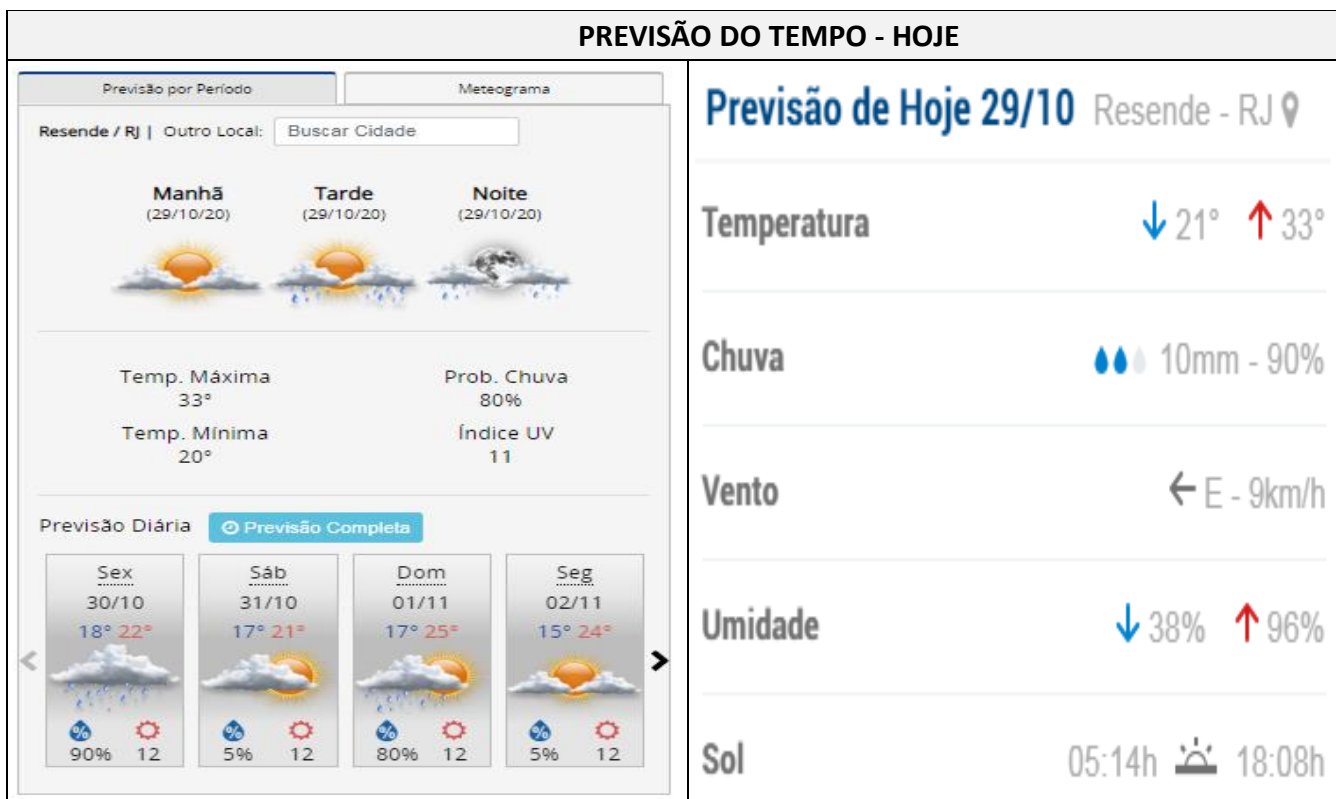 PREVISÃO DO TEMPO - HOJE
Previsão por Período
Meteograma
Resende / RJ | Outro Local: Buscar Cidade
Manhã Tarde Noite
(29/10/20) (29/10/20) (29/10/20)
Temp. Máxima Prob. Chuva
33° 80%
Temp. Mínima Índice UV
20° 11
Previsão Diária Previsão Completa
Sex Sáb Dom Seg
30/10 31/10 01/11 02/11
18° 22° 17° 21° 17° 25° 15° 24°
% % % %
90% 12 5% 12 80% 12 5% 12
Previsão de Hoje 29/10 Resende - RJ
Temperatura 21° 33°
Chuva 10mm - 90%
Vento E - 9km/h
Umidade 38% 96%
Sol 05:14h 18:08h